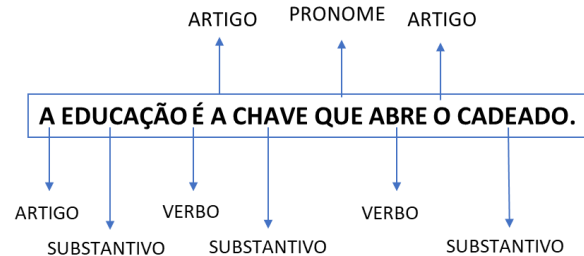 ARTIGO PRONOME ARTIGO
A EDUCAÇÃO É A CHAVE QUE ABRE O CADEADO.
ARTIGO VERBO VERBO
SUBSTANTIVO SUBSTANTIVO SUBSTANTIVO